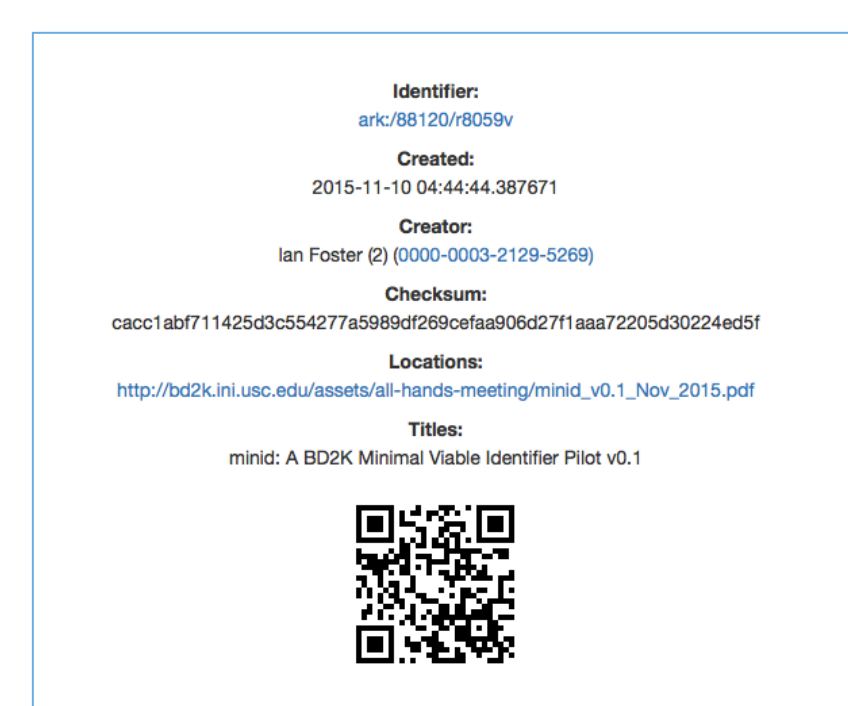 Identifier:
ark:/88120/r8059v
Created:
2015-11-10 04:44:44.387671
Creator:
Ian Foster (2) (0000-0003-2129-5269)
Checksum:
cacc1abf711425d3c554277a5989df269cefaa906d27f1aaa72205d30224ed5f
Locations:
http://bd2k.ini.usc.edu/assets/all-hands-meeting/minid_v0.1_Nov_2015.pdf
Titles:
minid: A BD2K Minimal Viable Identifier Pilot v0.1